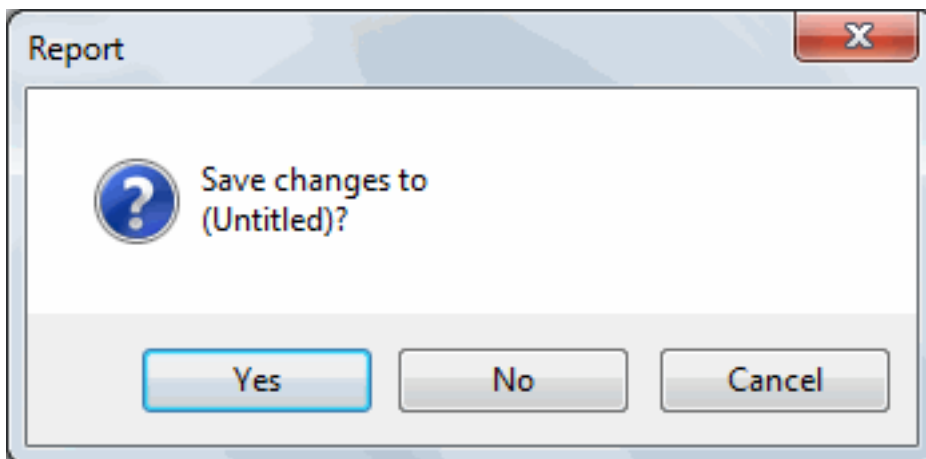 Report
Save changes to
(Untitled)?
Yes
No
Cancel